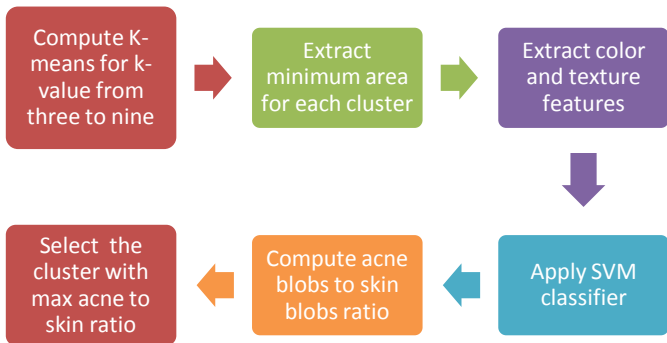 Compute K-
means for k-
value from
three to nine
Extract
minimum area
for each cluster
Extract color
and texture
features
Apply SVM
classifier
Compute acne
blobs to skin
blobs ratio
Select the
cluster with
max acne to
skin ratio